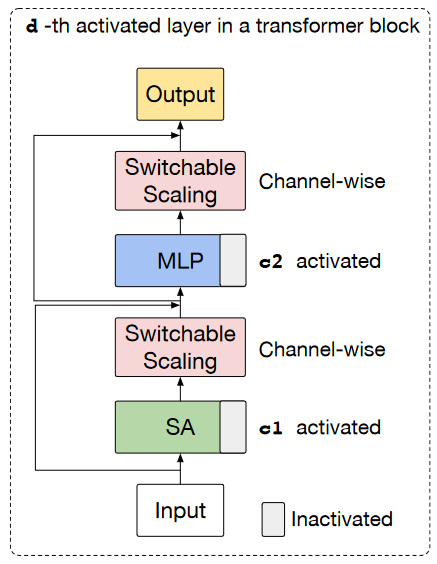 d -th activated layer in a transformer block
Output
Switchable
Scaling
Channel-wise
MLP
c2 activated
Switchable
Scaling
Channel-wise
SA
c1 activated
Input
Inactivated